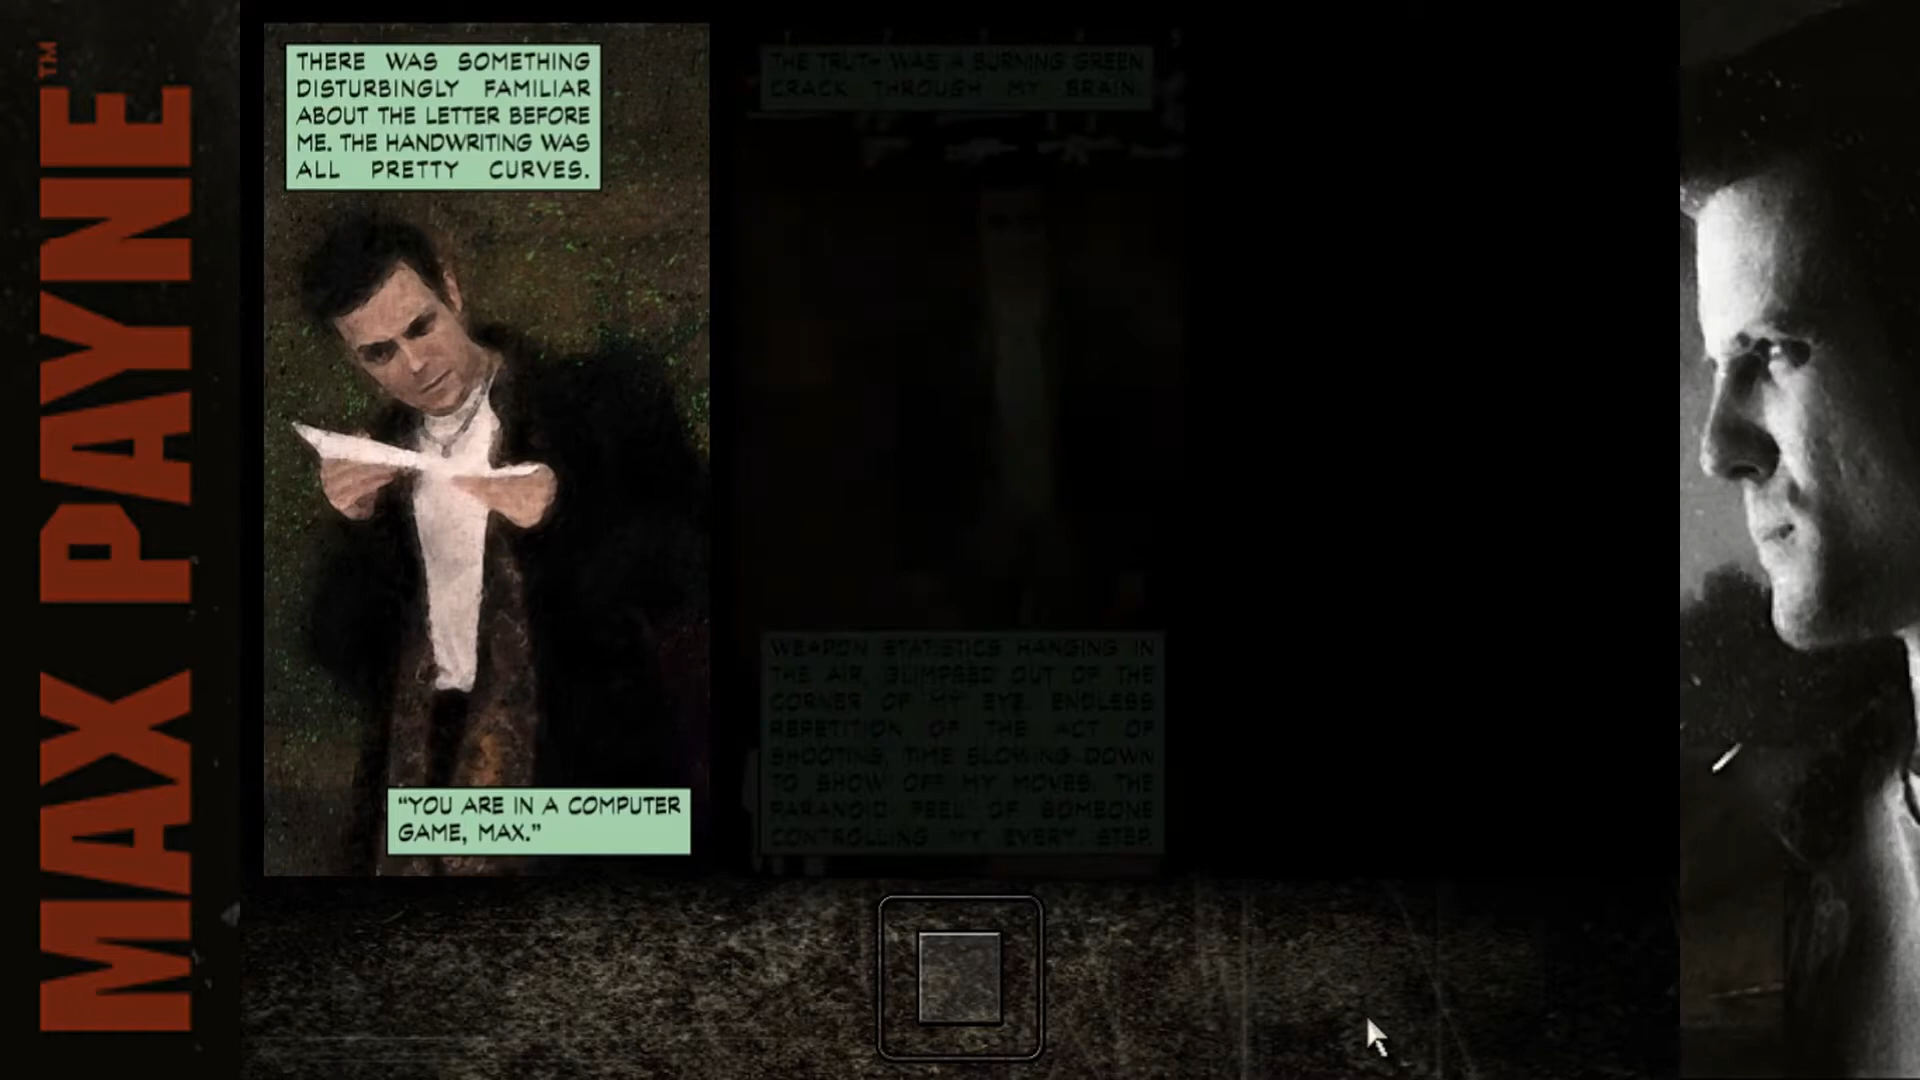 MAX PAYNE™
THERE WAS SOMETHING
DISTURBINGLY FAMILIAR
ABOUT THE LETTER BEFORE
ME. THE HANDWRITING WAS
ALL PRETTY CURVES.
"YOU ARE IN A COMPUTER
GAME, MAX."
THE TRUTH WAS A BURNING GREEN
CRACK THROUGH MY BRAIN.
WEAPON STATISTICS HANGING IN
THE AIR, GLIMPSED OUT OF THE
CORNER OF MY EYE. ENDLESS
REPETITION OF THE ACT OF
SHOOTING, TIME SLOWING DOWN
TO SHOW OFF MY MOVES. THE
PARANOID FEEL OF SOMEONE
CONTROLLING MY EVERY STEP.